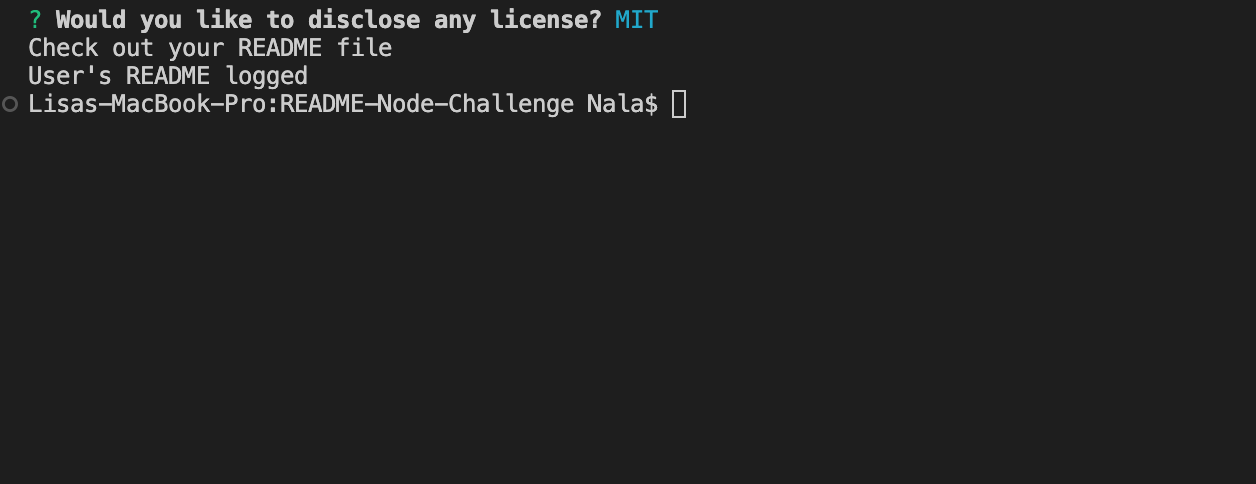 ? Would you like to disclose any license? MIT
Check out your README file
User's README logged
Lisas-MacBook-Pro:README-Node-Challenge Nala$